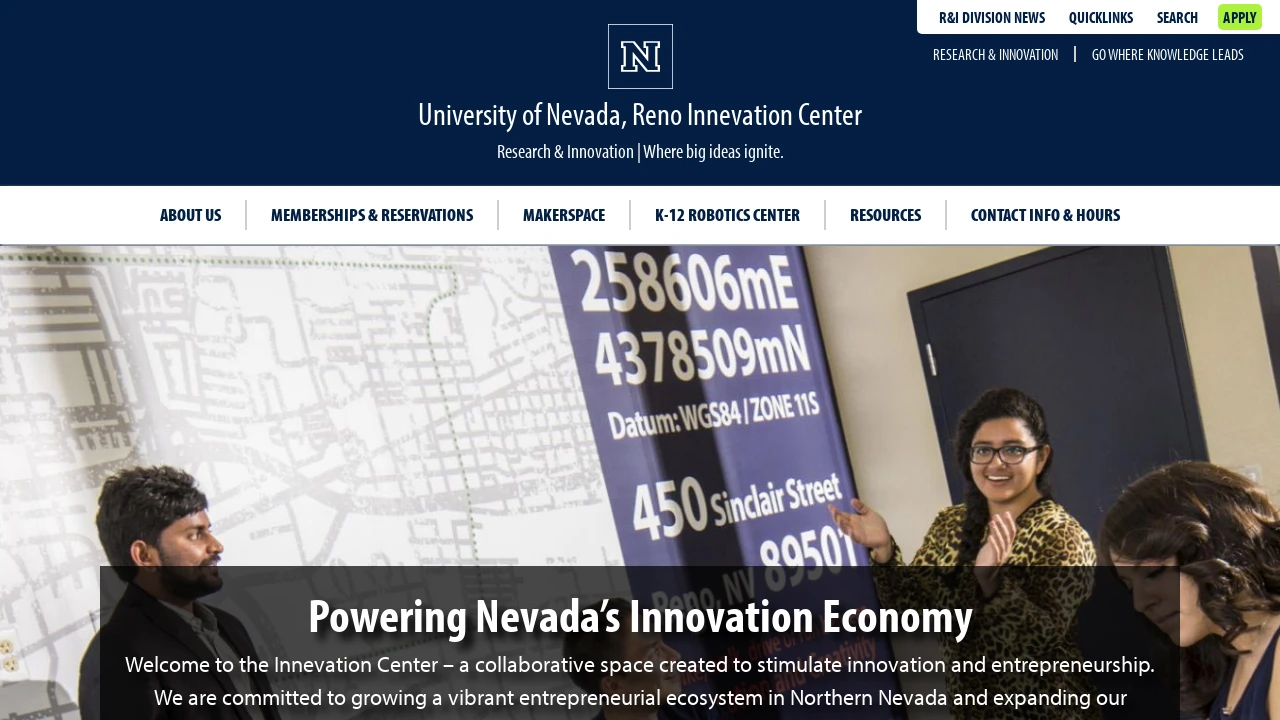 R&I DIVISION NEWS QUICKLINKS SEARCH APPLY
RESEARCH & INNOVATION GO WHERE KNOWLEDGE LEADS
N
University of Nevada, Reno Innevation Center
Research & Innovation | Where big ideas ignite.
ABOUT US MEMBERSHIPS & RESERVATIONS MAKERSPACE K-12 ROBOTICS CENTER RESOURCES CONTACT INFO & HOURS
258606mE
4378509mN
Datum: WGS84 / ZONE 11S
450 Sinclair Street
Reno, NV 89501
Powering Nevada’s Innovation Economy
Welcome to the Innevation Center – a collaborative space created to stimulate innovation and entrepreneurship.
We are committed to growing a vibrant entrepreneurial ecosystem in Northern Nevada and expanding our